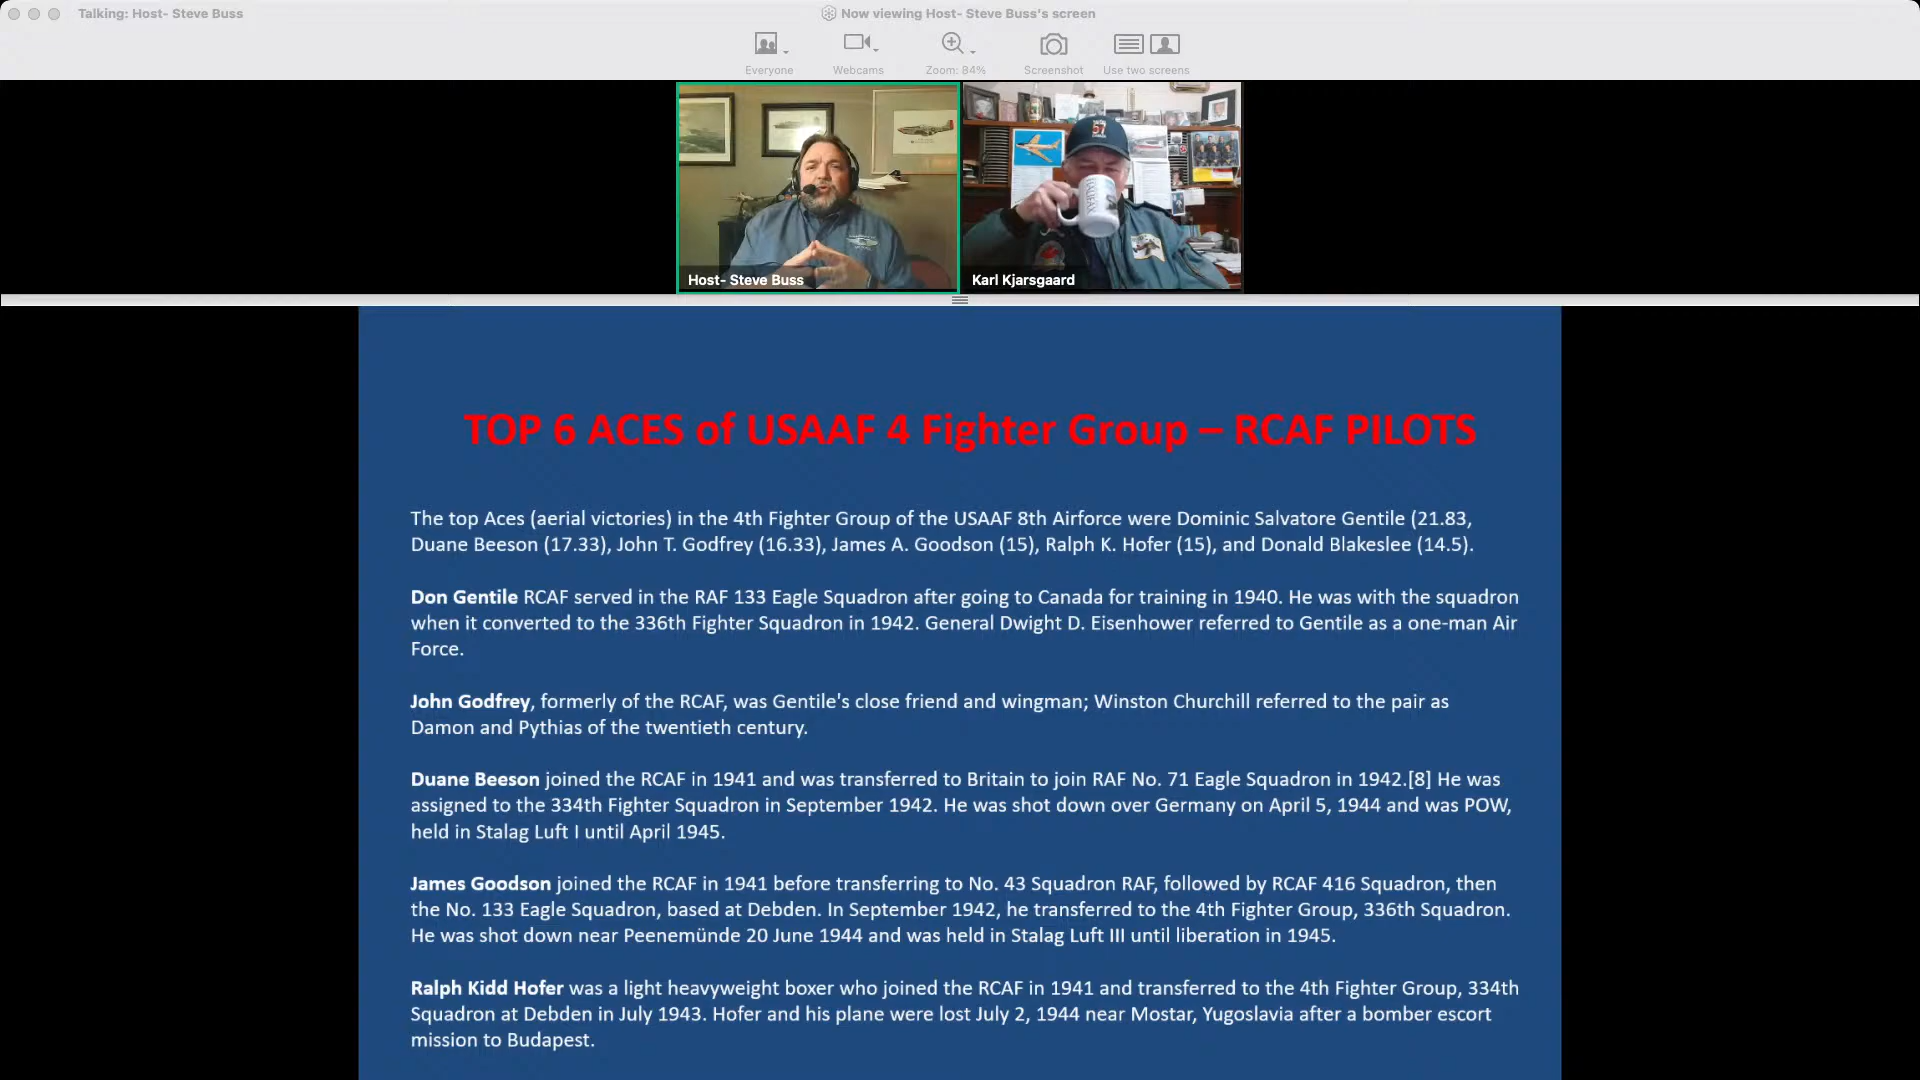 Talking: Host- Steve Buss
Now viewing Host- Steve Buss's screen
Everyone
Webcams
Zoom: 84%
Screenshot
Use two screens
57
Host- Steve Buss
Karl Kjarsgaard
TOP 6 ACES of USAAF 4 Fighter Group – RCAF PILOTS
The top Aces (aerial victories) in the 4th Fighter Group of the USAAF 8th Airforce were Dominic Salvatore Gentile (21.83,
Duane Beeson (17.33), John T. Godfrey (16.33), James A. Goodson (15), Ralph K. Hofer (15), and Donald Blakeslee (14.5).
Don Gentile RCAF served in the RAF 133 Eagle Squadron after going to Canada for training in 1940. He was with the squadron
when it converted to the 336th Fighter Squadron in 1942. General Dwight D. Eisenhower referred to Gentile as a one-man Air
Force.
John Godfrey, formerly of the RCAF, was Gentile's close friend and wingman; Winston Churchill referred to the pair as
Damon and Pythias of the twentieth century.
Duane Beeson joined the RCAF in 1941 and was transferred to Britain to join RAF No. 71 Eagle Squadron in 1942.[8] He was
assigned to the 334th Fighter Squadron in September 1942. He was shot down over Germany on April 5, 1944 and was POW,
held in Stalag Luft I until April 1945.
James Goodson joined the RCAF in 1941 before transferring to No. 43 Squadron RAF, followed by RCAF 416 Squadron, then
the No. 133 Eagle Squadron, based at Debden. In September 1942, he transferred to the 4th Fighter Group, 336th Squadron.
He was shot down near Peenemünde 20 June 1944 and was held in Stalag Luft III until liberation in 1945.
Ralph Kidd Hofer was a light heavyweight boxer who joined the RCAF in 1941 and transferred to the 4th Fighter Group, 334th
Squadron at Debden in July 1943. Hofer and his plane were lost July 2, 1944 near Mostar, Yugoslavia after a bomber escort
mission to Budapest.